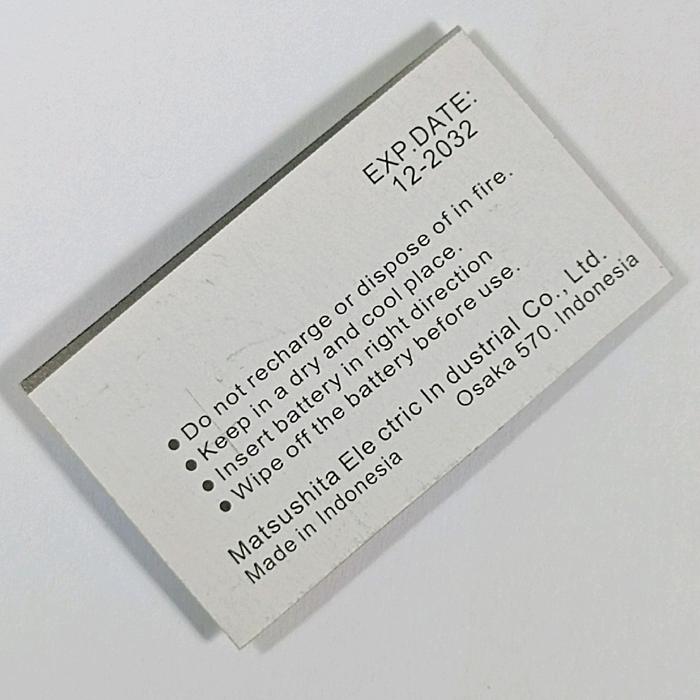 EXP.DATE:
12-2032
● Do not recharge or dispose of in fire.
● Keep in a dry and cool place.
● Insert battery in right direction
● Wipe off the battery before use.
Matsushita Ele ctric In dustrial Co., Ltd.
Osaka 570. Indonesia
Made in Indonesia